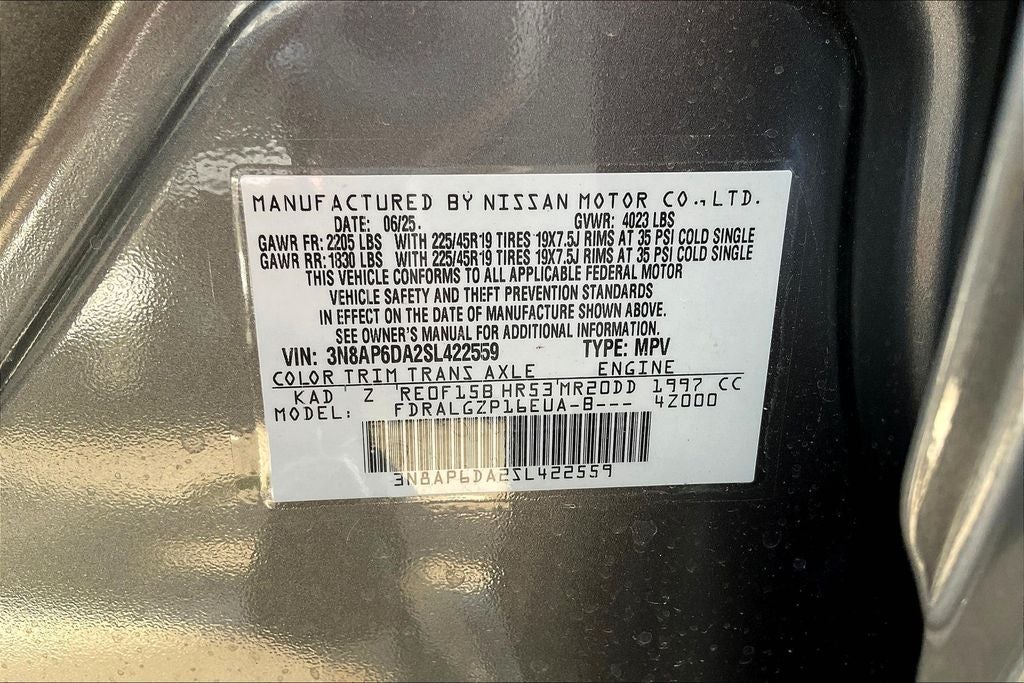 MANUFACTURED BY NISSAN MOTOR CO., LTD.
DATE: 06/25. GVWR: 4023 LBS
GAWR FR: 2205 LBS WITH 225/45R19 TIRES 19X7.5J RIMS AT 35 PSI COLD SINGLE
GAWR RR: 1830 LBS WITH 225/45R19 TIRES 19X7.5J RIMS AT 35 PSI COLD SINGLE
THIS VEHICLE CONFORMS TO ALL APPLICABLE FEDERAL MOTOR
VEHICLE SAFETY AND THEFT PREVENTION STANDARDS
IN EFFECT ON THE DATE OF MANUFACTURE SHOWN ABOVE.
SEE OWNER'S MANUAL FOR ADDITIONAL INFORMATION.
VIN: 3N8AP6DA2SL422559 TYPE: MPV
COLOR TRIM TRANS AXLE ENGINE
KAD Z RE0F15B HR53 MR20DD 1997 CC
MODEL: FDRALGZP16EUA-B--- 4Z000
3N8AP6DA2SL422559